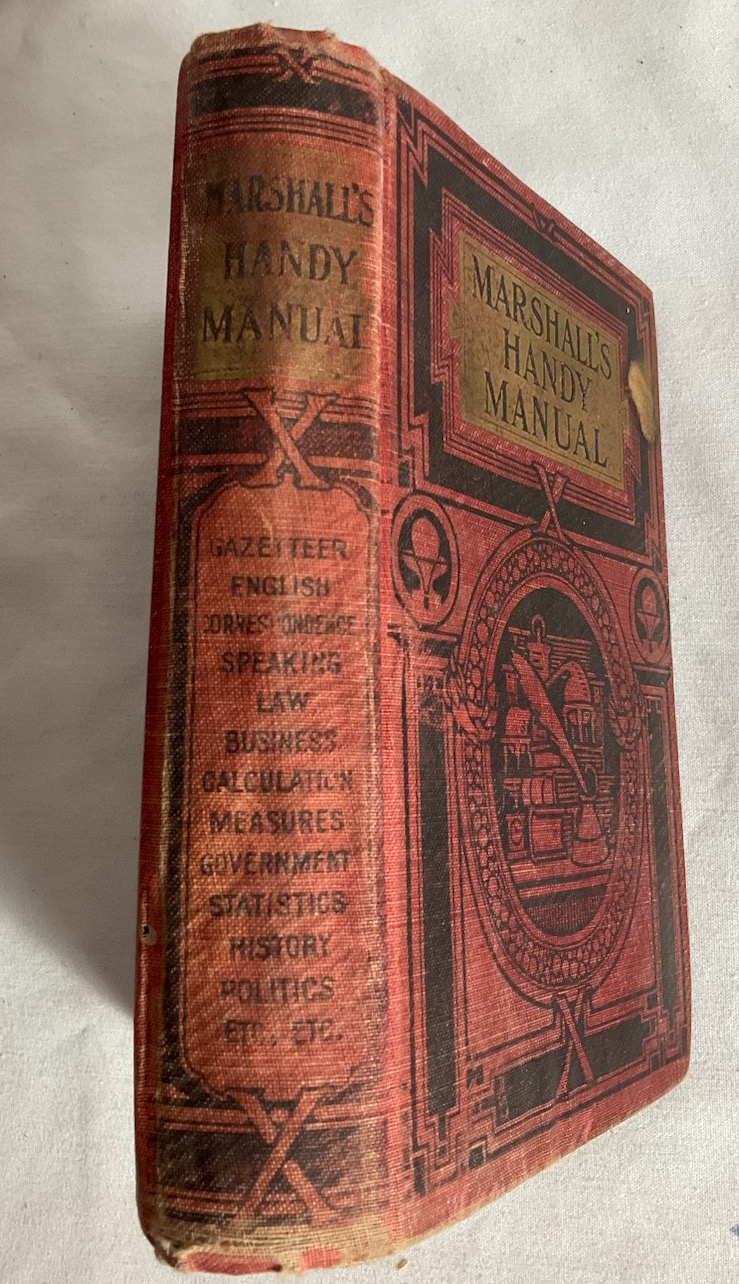 MARSHALL'S
HANDY
MANUAL
GAZETTEER
ENGLISH
CORRESPONDENCE
SPEAKING
LAW
BUSINESS
CALCULATION
MEASURES
GOVERNMENT
STATISTICS
HISTORY
POLITICS
ETC., ETC.
MARSHALL'S
HANDY
MANUAL